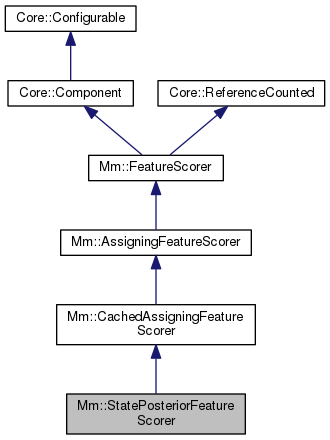 Core::Configurable
Core::Component
Core::ReferenceCounted
Mm::FeatureScorer
Mm::AssigningFeatureScorer
Mm::CachedAssigningFeature
Scorer
Mm::StatePosteriorFeature
Scorer